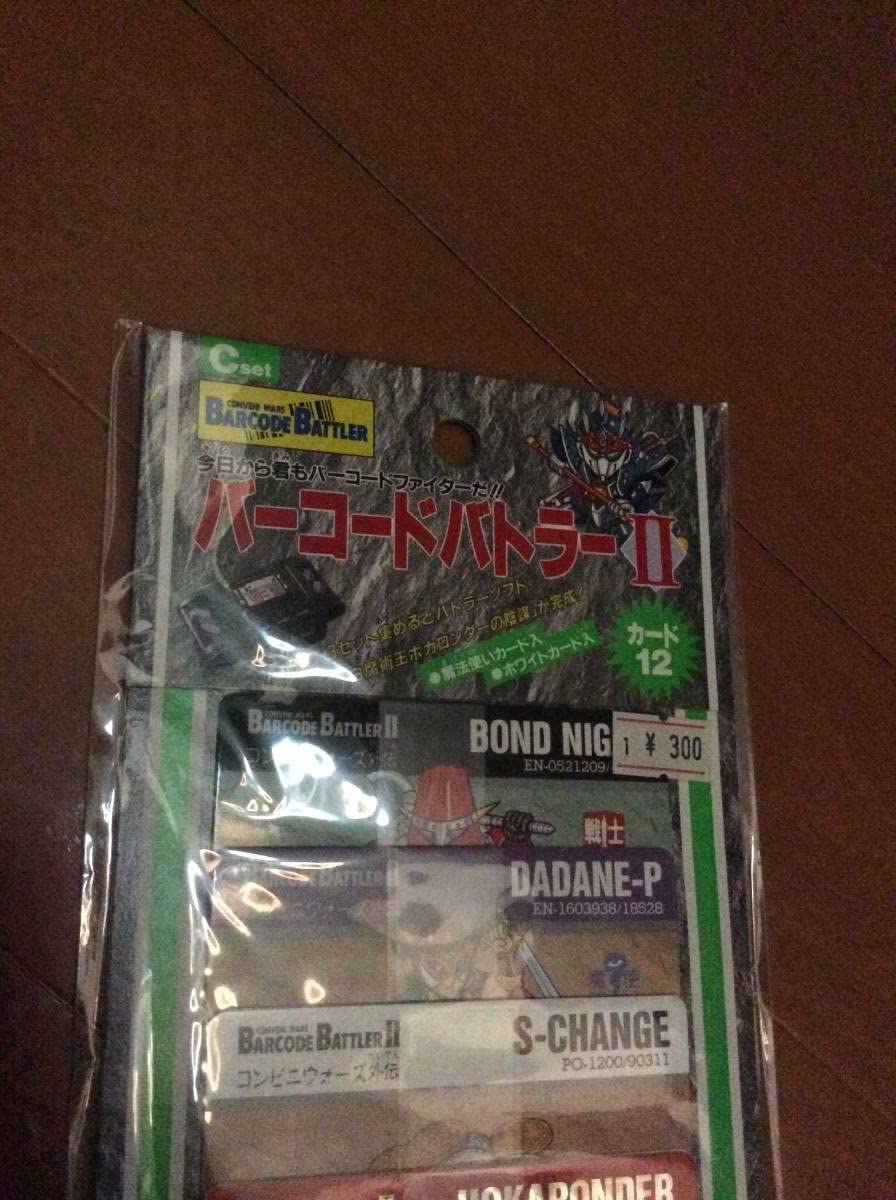 Cset
CONVENI WARS
BARCODE BATTLER
今日から君もバーコードファイターだ!!
バーコードバトラーII
3セット集めるとバトラーソフト
魔術王ホカロンダーの陰謀」が完成!
●魔法使いカード入
●ホワイトカード入
カード
12
CONVENI WARS
BARCODE BATTLER II
BOND NIG
1 ¥ 300
EN-0521209/
戦士
BARCODE BATTLER II
DADANE-P
EN-1603938/18528
CONVENI WARS
BARCODE BATTLER II
S-CHANGE
PO-1200/90311
コンビニウォーズ外伝
HOKARONDER